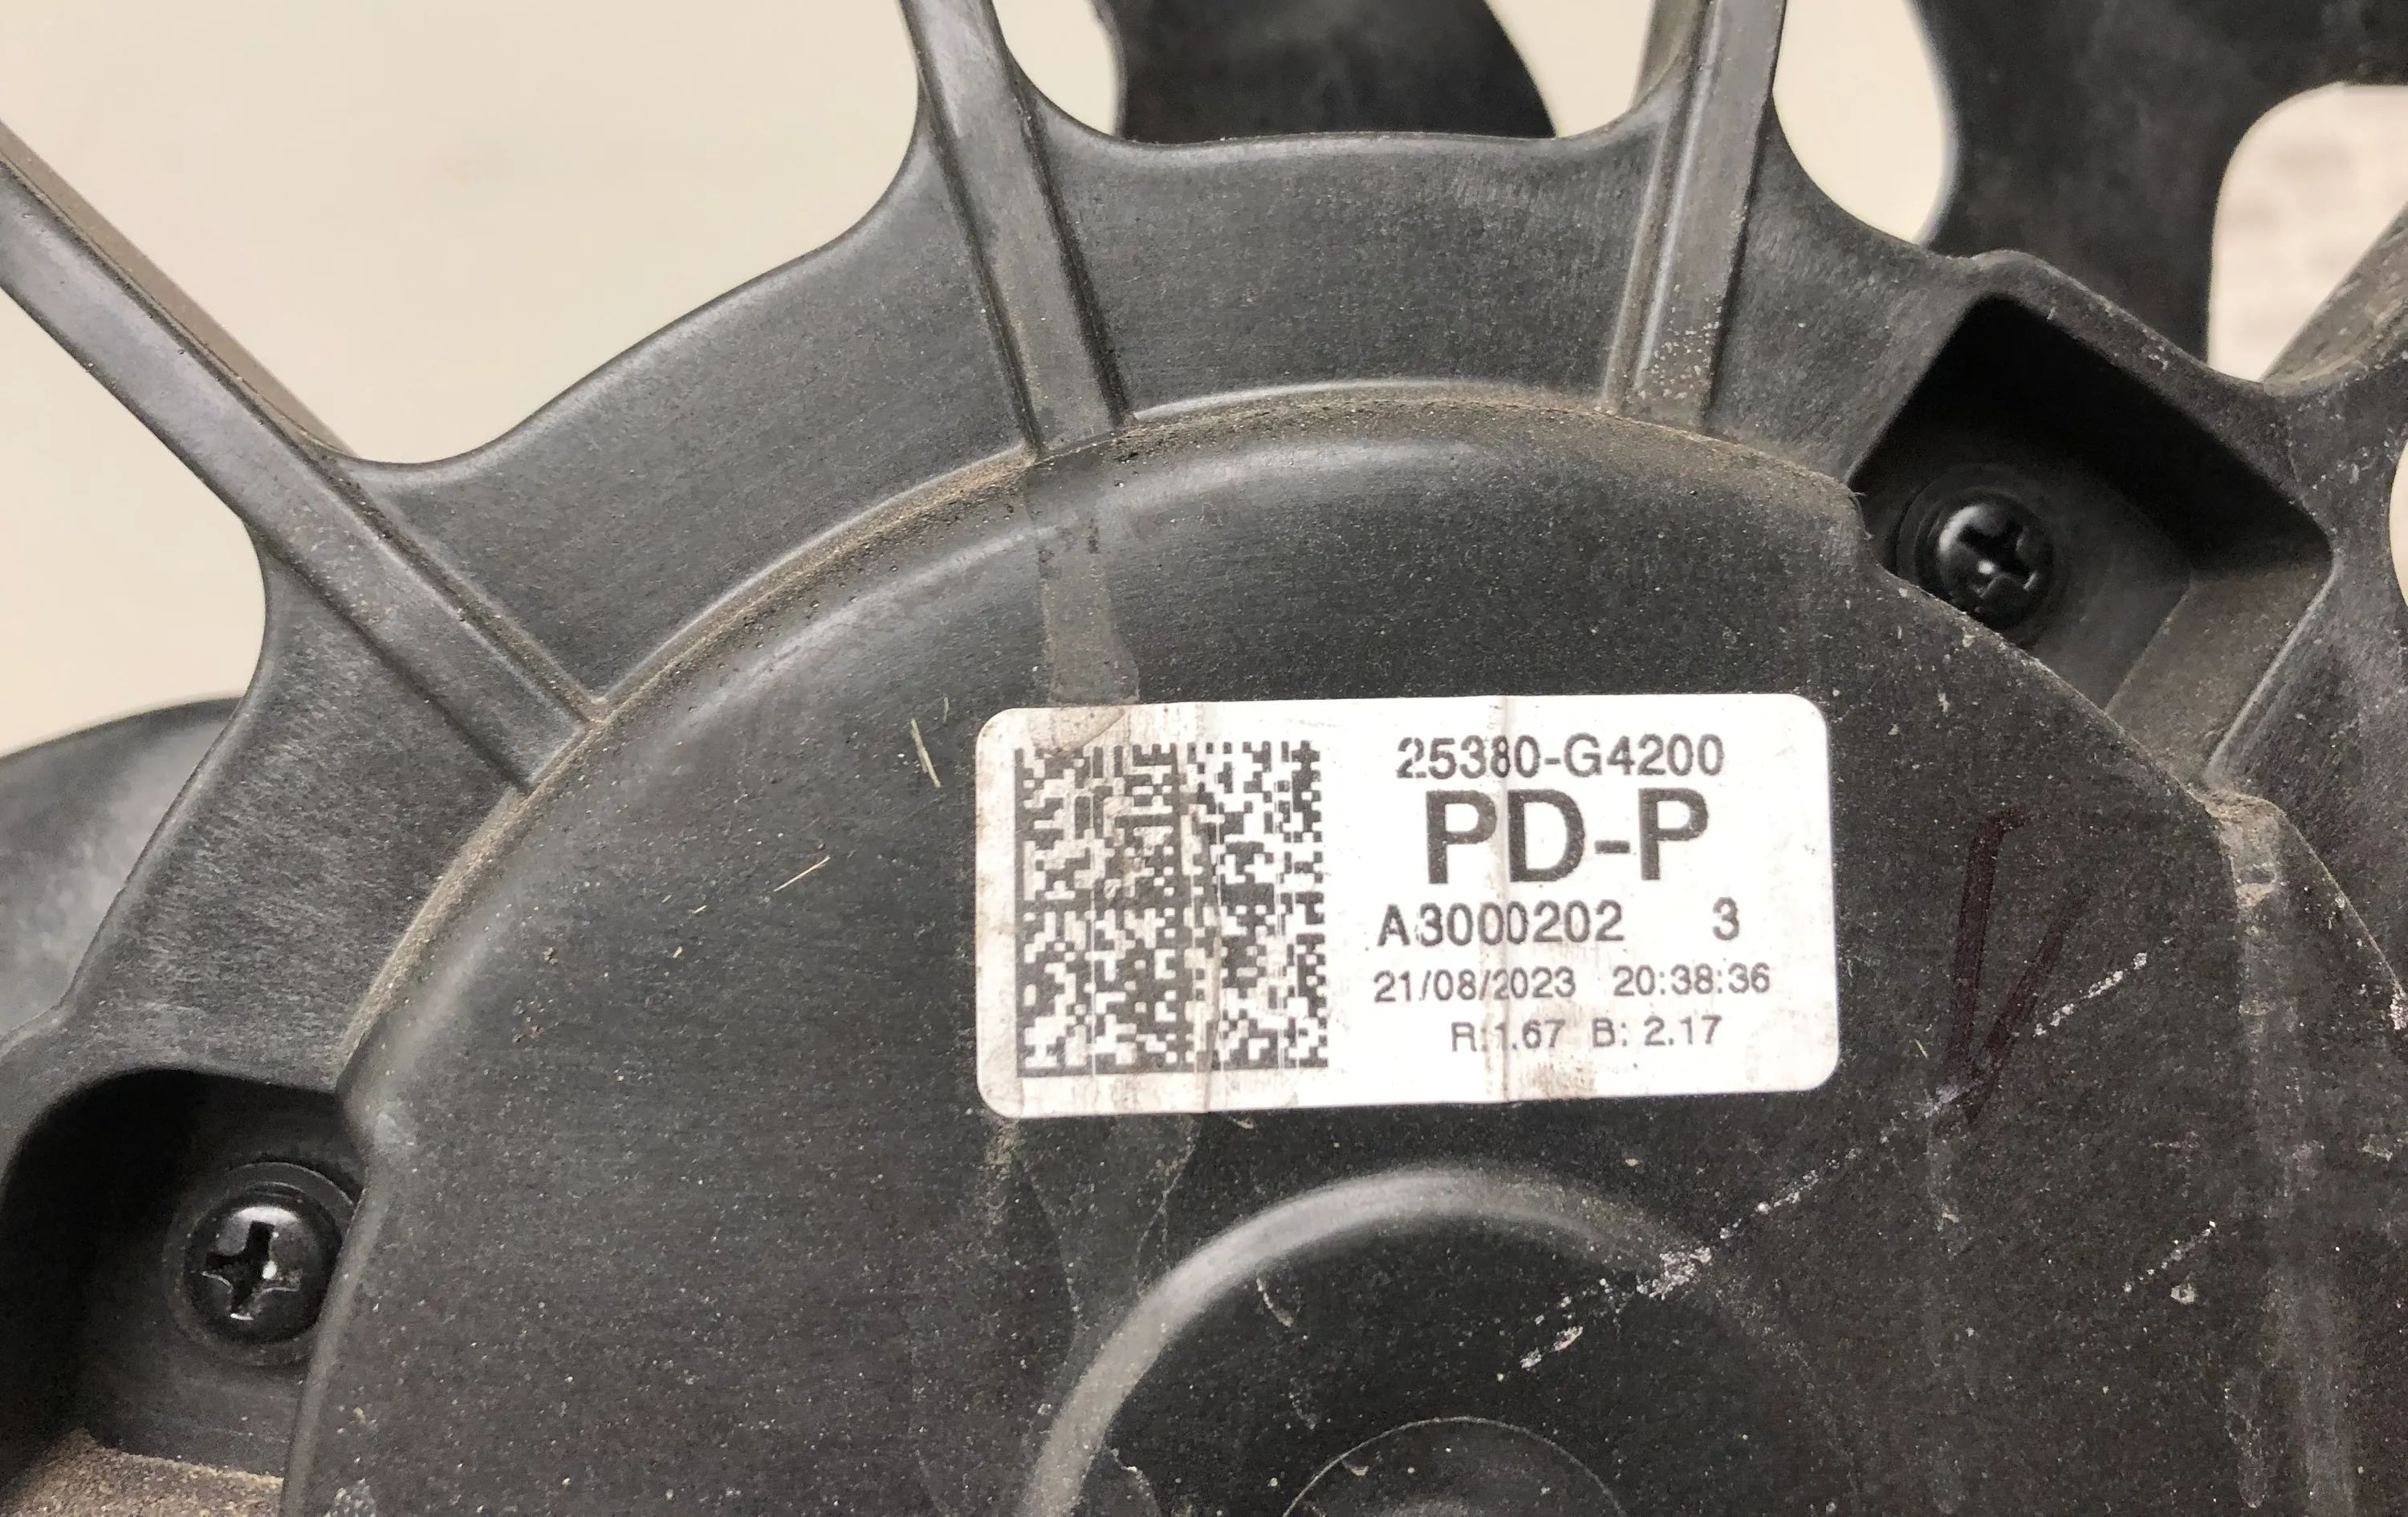 25380-G4200
PD-P
A3000202 3
21/08/2023 20:38:36
R:1.67 B: 2.17